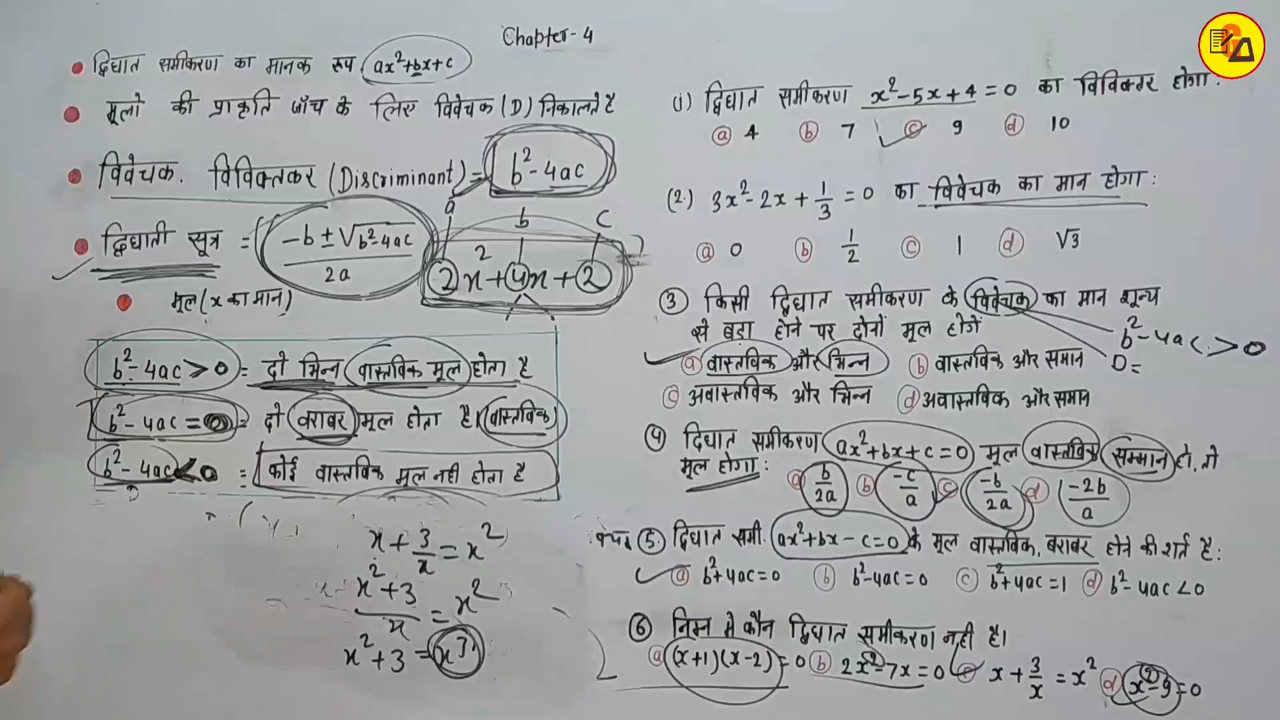 Chapter-4
द्विघात समीकरण का मानक रूप ax²+bx+c
मूलो की प्राकृति जाँच के लिए विवेचक (D) निकालते है
विवेचक. विविक्तकर (Discriminant) = b²-4ac
द्विघाती सूत्र = (-b ± √b²-4ac)/2a
a b c
2x²+4x+2
मूल (x का मान)
b²-4ac>0 = दो भिन्न वास्तविक मूल होता है
b²-4ac=0 = दो बराबर मूल होता है। वास्तविक
b²-4ac<0 = कोई वास्तविक मूल नही होता है
x+3/x=x²
(x²+3)/x=x²
x²+3=x³
(1) द्विघात समीकरण x²-5x+4=0 का विविक्तर होगा:
ⓐ 4 ⓑ 7 ⓒ 9 ⓓ 10
(2.) 3x²-2x+1/3=0 का विवेचक का मान होगा:
ⓐ 0 ⓑ 1/2 ⓒ 1 ⓓ √3
③ किसी द्विघात समीकरण के विवेचक का मान शून्य
से बड़ा होने पर दोनों मूल होगें
b²-4ac>0
D=
ⓐ वास्तविक और भिन्न ⓑ वास्तविक और समान
ⓒ अवास्तविक और भिन्न ⓓ अवास्तविक और समान
④ द्विघात समीकरण ax²+bx+c=0 मूल वास्तविक सम्मान हो, तो
मूल होगा:
ⓐ b/2a ⓑ -c/a ⓒ -b/2a ⓓ -2b/a
⑤. द्विघात समी. ax²+bx-c=0 के मूल वास्तविक, बराबर होने की शर्त है:
ⓐ b²+4ac=0 ⓑ b²-4ac=0 ⓒ b²+4ac=1 ⓓ b²-4ac<0
⑥ निम्न मे कौन द्विघात समीकरण नही है।
ⓐ (x+1)(x-2)=0 ⓑ 2x²-7x=0 ⓒ x+3/x=x² ⓓ x²-9=0